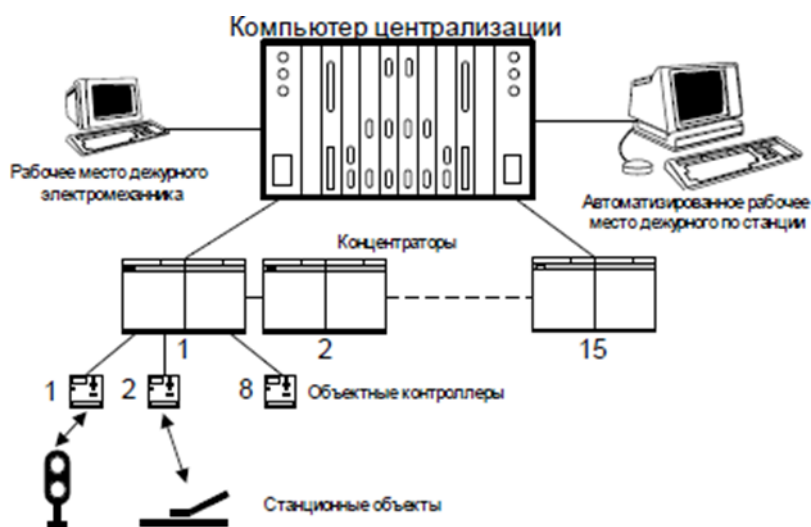 Компьютер централизации
Рабочее место дежурного
электромеханника
Автоматизированное рабочее
место дежурного по станции
Концентраторы
1
2
15
1
2
8
Объектные контроллеры
Станционные объекты